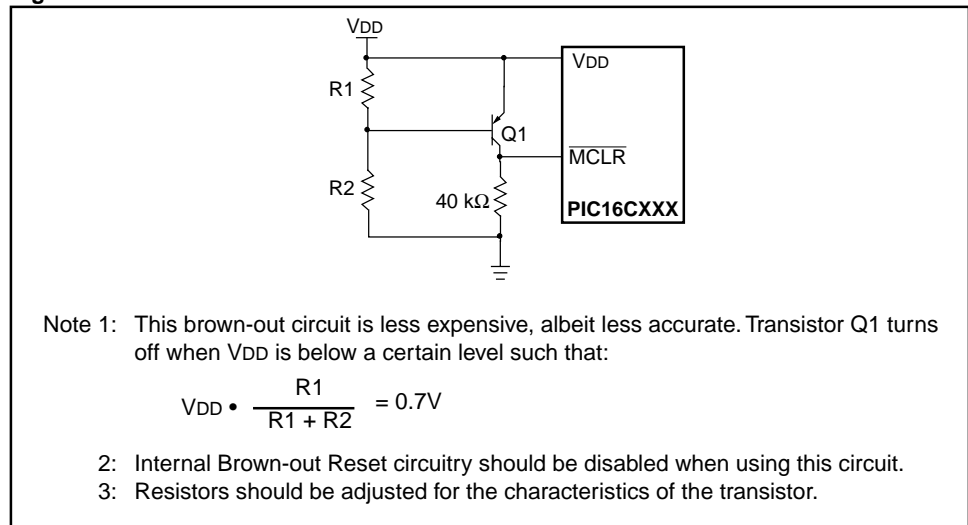 VDD
VDD
R1
Q1
MCLR
R2
40 kΩ
PIC16CXXX
Note 1: This brown-out circuit is less expensive, albeit less accurate. Transistor Q1 turns
off when VDD is below a certain level such that:
VDD • R1 / R1 + R2 = 0.7V
2: Internal Brown-out Reset circuitry should be disabled when using this circuit.
3: Resistors should be adjusted for the characteristics of the transistor.